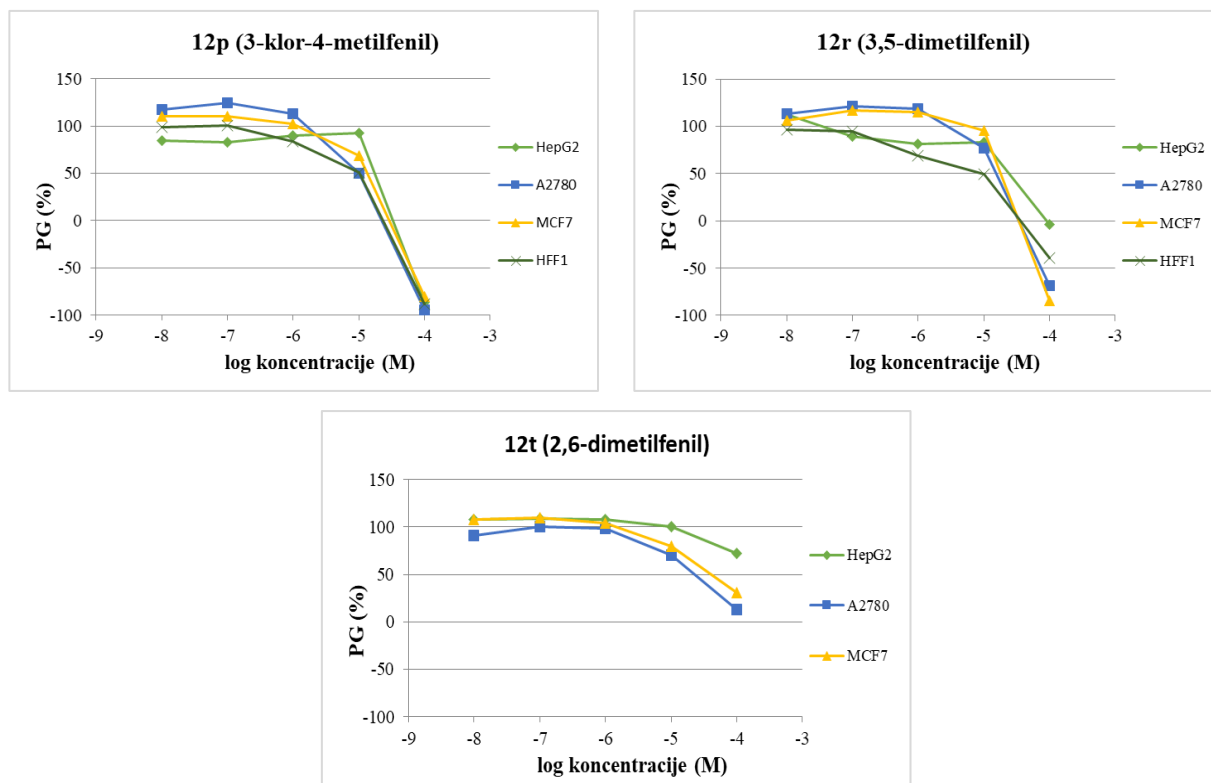 12p (3-klor-4-metilfenil)
150
100
50
0
-50
-100
-9
-8
-7
-6
-5
-4
-3
PG (%)
log koncentracije (M)
HepG2
A2780
MCF7
HFF1
12r (3,5-dimetilfenil)
150
100
50
0
-50
-100
-9
-8
-7
-6
-5
-4
-3
PG (%)
log koncentracije (M)
HepG2
A2780
MCF7
HFF1
12t (2,6-dimetilfenil)
150
100
50
0
-50
-100
-9
-8
-7
-6
-5
-4
-3
PG (%)
log koncentracije (M)
HepG2
A2780
MCF7